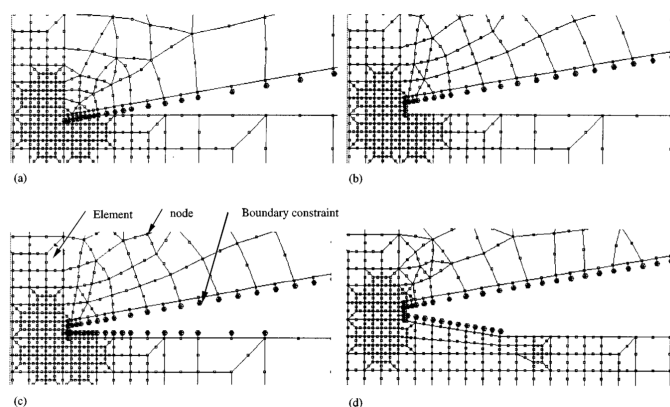 (a)
(b)
Element
node
Boundary constraint
(c)
(d)